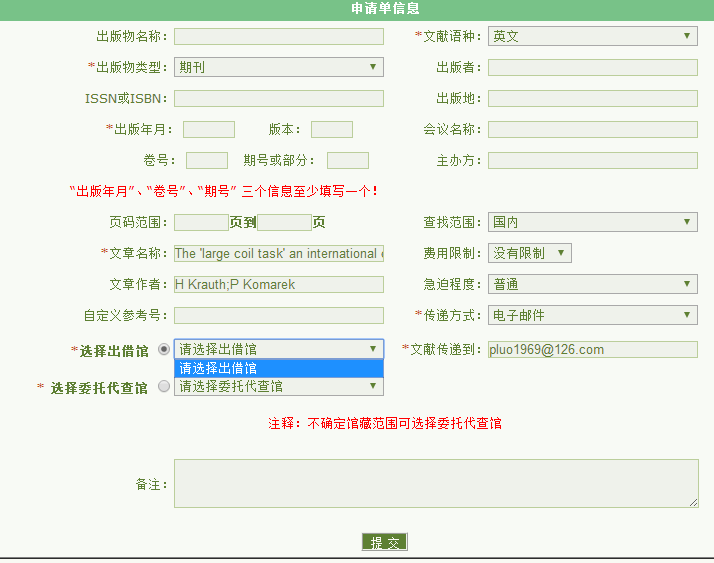 申请单信息
出版物名称: *文献语种: 英文
*出版物类型: 期刊 出版者:
ISSN或ISBN: 出版地:
*出版年月: 版本: 会议名称:
卷号: 期号或部分: 主办方:
"出版年月"、"卷号"、"期号" 三个信息至少填写一个!
页码范围: 页到 页 查找范围: 国内
*文章名称: The 'large coil task' an international 费用限制: 没有限制
文章作者: H Krauth;P Komarek 急迫程度: 普通
自定义参考号: *传递方式: 电子邮件
*选择出借馆 请选择出借馆 *文献传递到: pluo1969@126.com
请选择出借馆
* 选择委托代查馆 请选择委托代查馆
注释: 不确定馆藏范围可选择委托代查馆
备注:
提 交